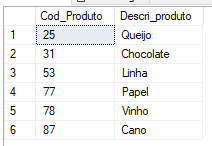 Cod_Produto Descri_produto
1 25 Queijo
2 31 Chocolate
3 53 Linha
4 77 Papel
5 78 Vinho
6 87 Cano